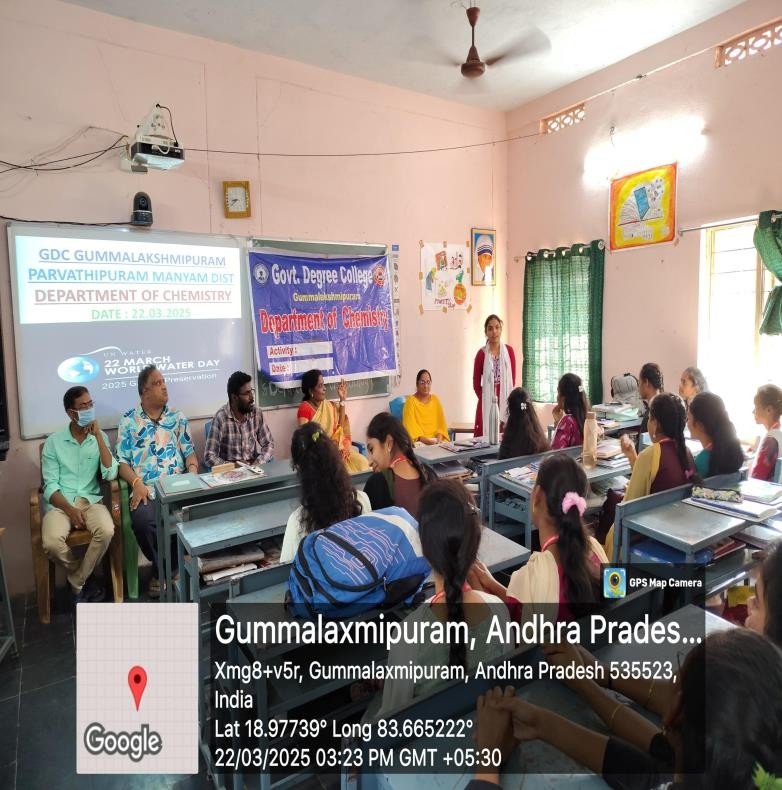 GDC GUMMALAKSHMIPURAM
PARVATHIPURAM MANYAM DIST
DEPARTMENT OF CHEMISTRY
DATE : 22.03.2025
UN WATER
22 MARCH
WORLD WATER DAY
2025 Preservation
Govt. Degree College
Gummalakshmipuram
Department of Chemistry
Activity :
Date :
GPS Map Camera
Gummalaxmipuram, Andhra Prades...
Xmg8+v5r, Gummalaxmipuram, Andhra Pradesh 535523,
India
Lat 18.97739° Long 83.665222°
22/03/2025 03:23 PM GMT +05:30
Google